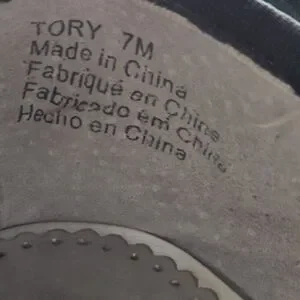 TORY 7M
Made in China
Fabriqué en Chine
Fabricado em China
Hecho en China